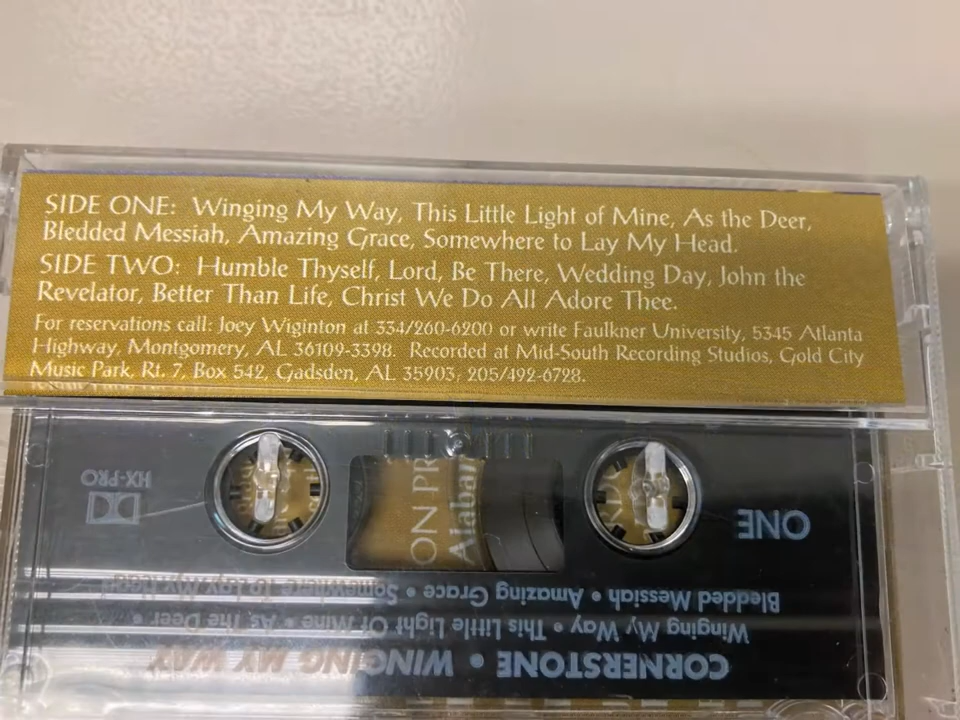 SIDE ONE: Winging My Way, This Little Light of Mine, As the Deer,
Bledded Messiah, Amazing Grace, Somewhere to Lay My Head.
SIDE TWO: Humble Thyself, Lord, Be There, Wedding Day, John the
Revelator, Better Than Life, Christ We Do All Adore Thee.
For reservations call: Joey Wiginton at 334/260-6200 or write Faulkner University, 5345 Atlanta
Highway, Montgomery, AL 36109-3398. Recorded at Mid-South Recording Studios, Gold City
Music Park, Rt. 7, Box 542, Gadsden, AL 35903; 205/492-6728.
CORNERSTONE • WINGING MY WAY
Winging My Way • This Little Light Of Mine • As The Deer •
Bledded Messiah • Amazing Grace • Somewhere To Lay My Head
ONE
HX-PRO
ON PR
Alabam